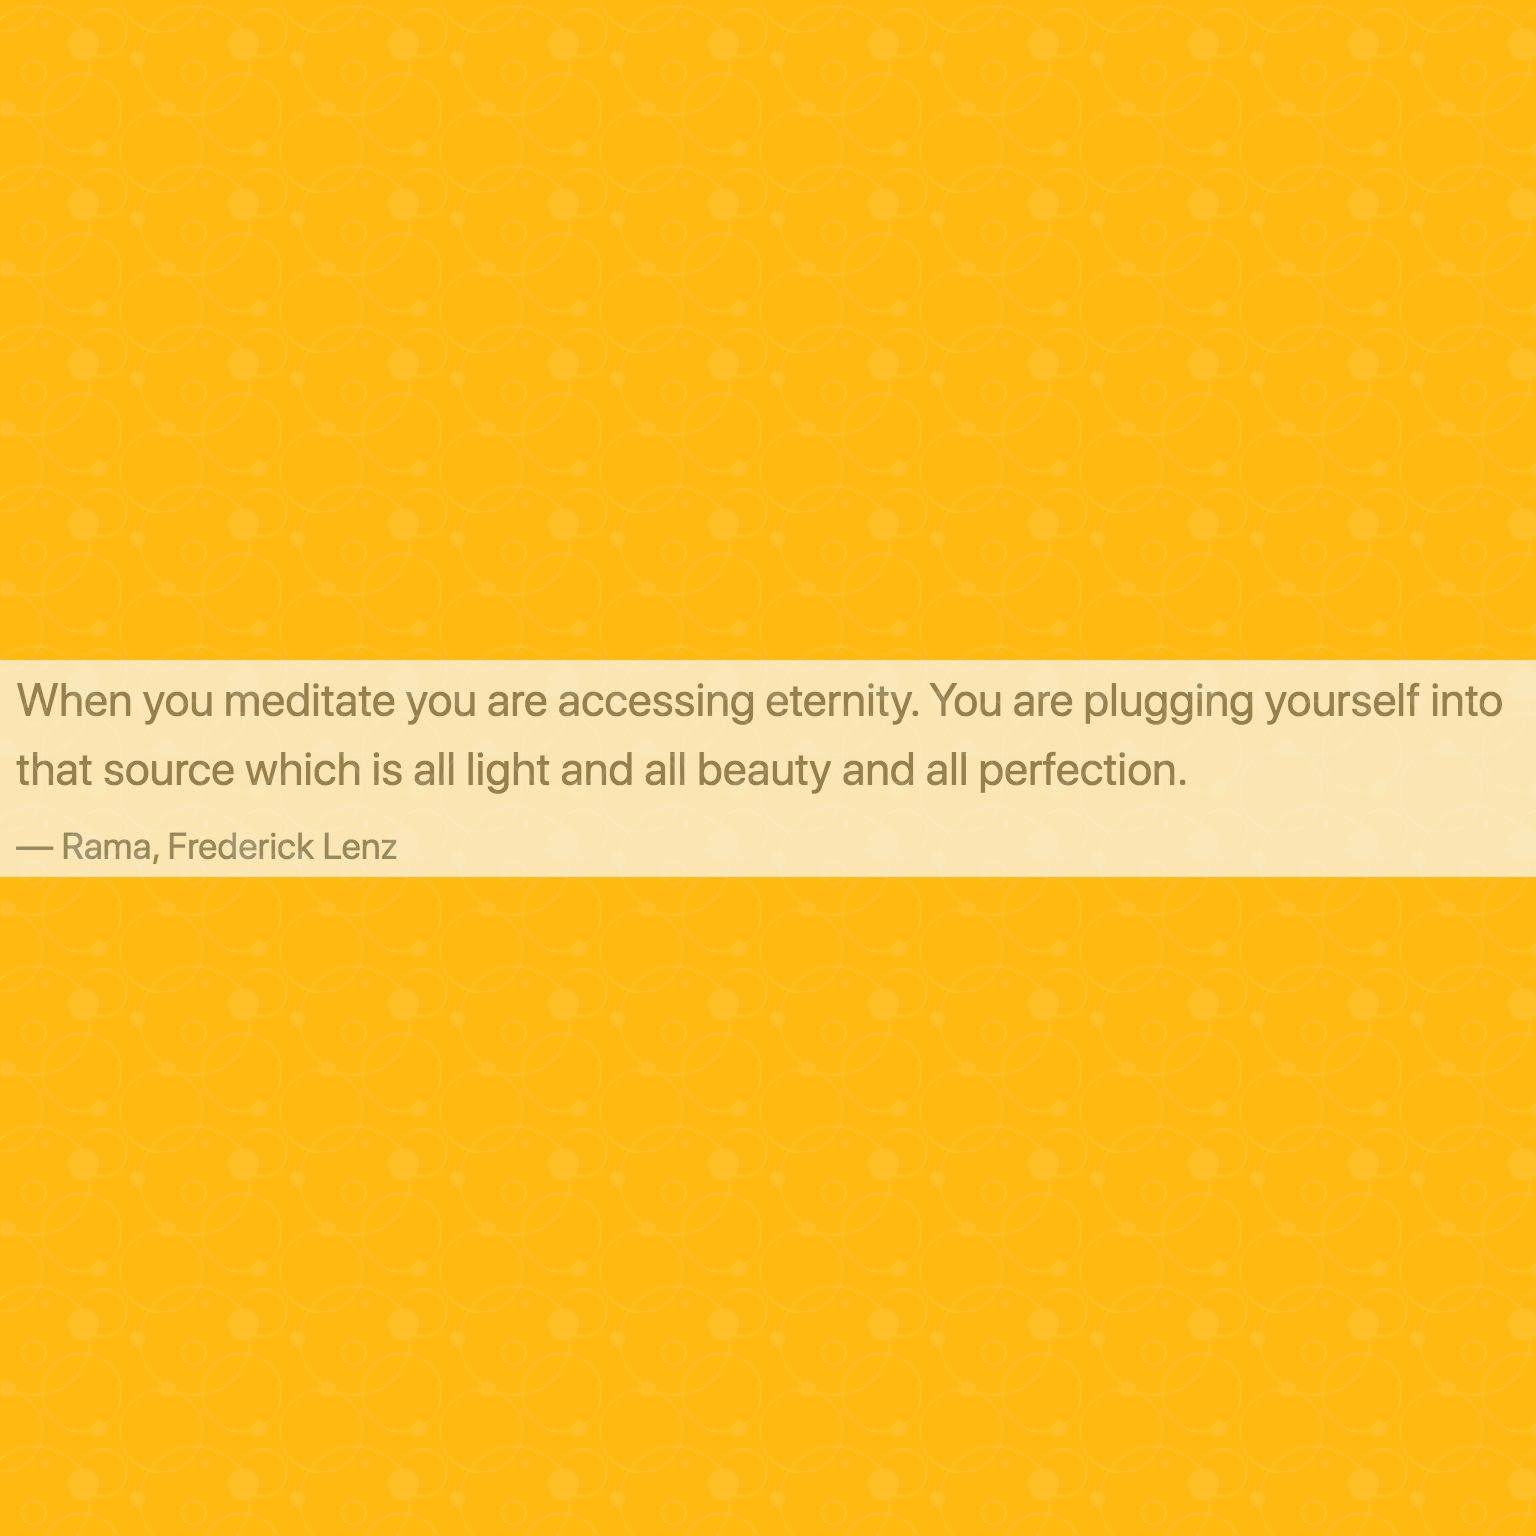 When you meditate you are accessing eternity. You are plugging yourself into
that source which is all light and all beauty and all perfection.
— Rama, Frederick Lenz